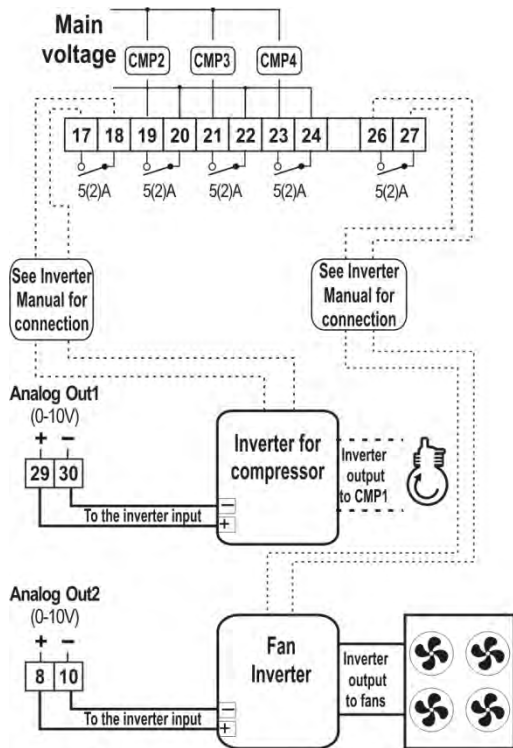 Main
voltage
CMP2 CMP3 CMP4
17 18 19 20 21 22 23 24 26 27
5(2)A 5(2)A 5(2)A 5(2)A 5(2)A
See Inverter
Manual for
connection
See Inverter
Manual for
connection
Analog Out1
(0-10V)
+ −
29 30
To the inverter input
−
+
Inverter for
compressor
Inverter
output
to CMP1
Analog Out2
(0-10V)
+ −
8 10
To the inverter input
−
+
Fan
Inverter
Inverter
output
to fans